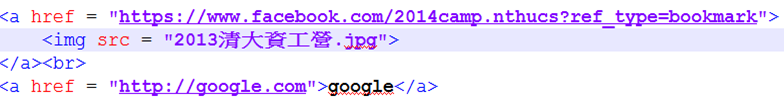 <a href = "https://www.facebook.com/2014camp.nthucs?ref_type=bookmark">
    <img src = "2013清大資工營.jpg">
</a><br>
<a href = "http://google.com">google</a>